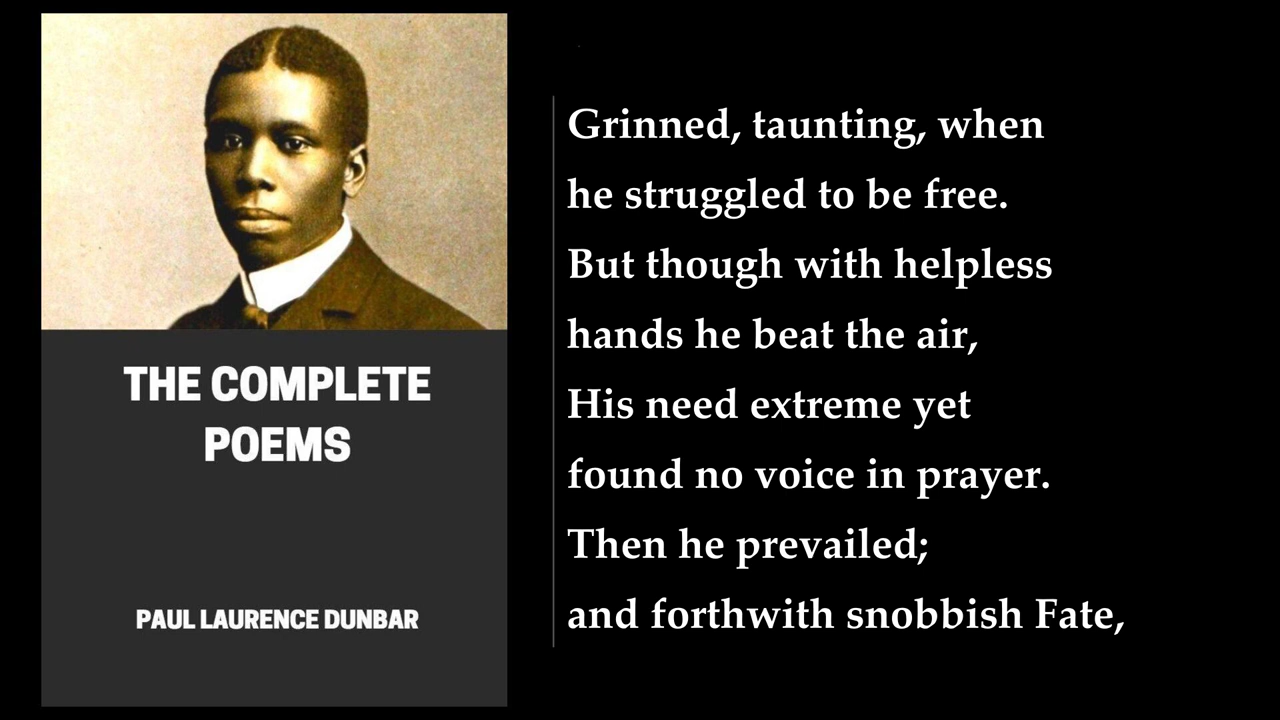 THE COMPLETE
POEMS
PAUL LAURENCE DUNBAR
Grinned, taunting, when
he struggled to be free.
But though with helpless
hands he beat the air,
His need extreme yet
found no voice in prayer.
Then he prevailed;
and forthwith snobbish Fate,